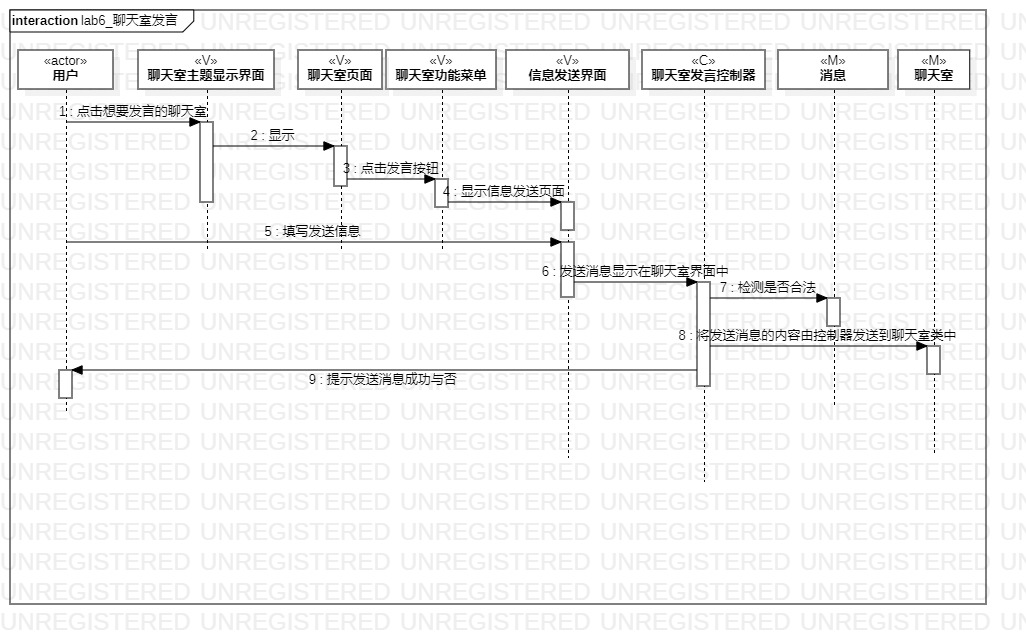 interaction lab6_聊天室发言
«actor»
用户
«V»
聊天室主题显示界面
«V»
聊天室页面
«V»
聊天室功能菜单
«V»
信息发送界面
«C»
聊天室发言控制器
«M»
消息
«M»
聊天室
1 : 点击想要发言的聊天室
2 : 显示
3 : 点击发言按钮
4 : 显示信息发送页面
5 : 填写发送信息
6 : 发送消息显示在聊天室界面中
7 : 检测是否合法
8 : 将发送消息的内容由控制器发送到聊天室类中
9 : 提示发送消息成功与否
UNREGISTERED